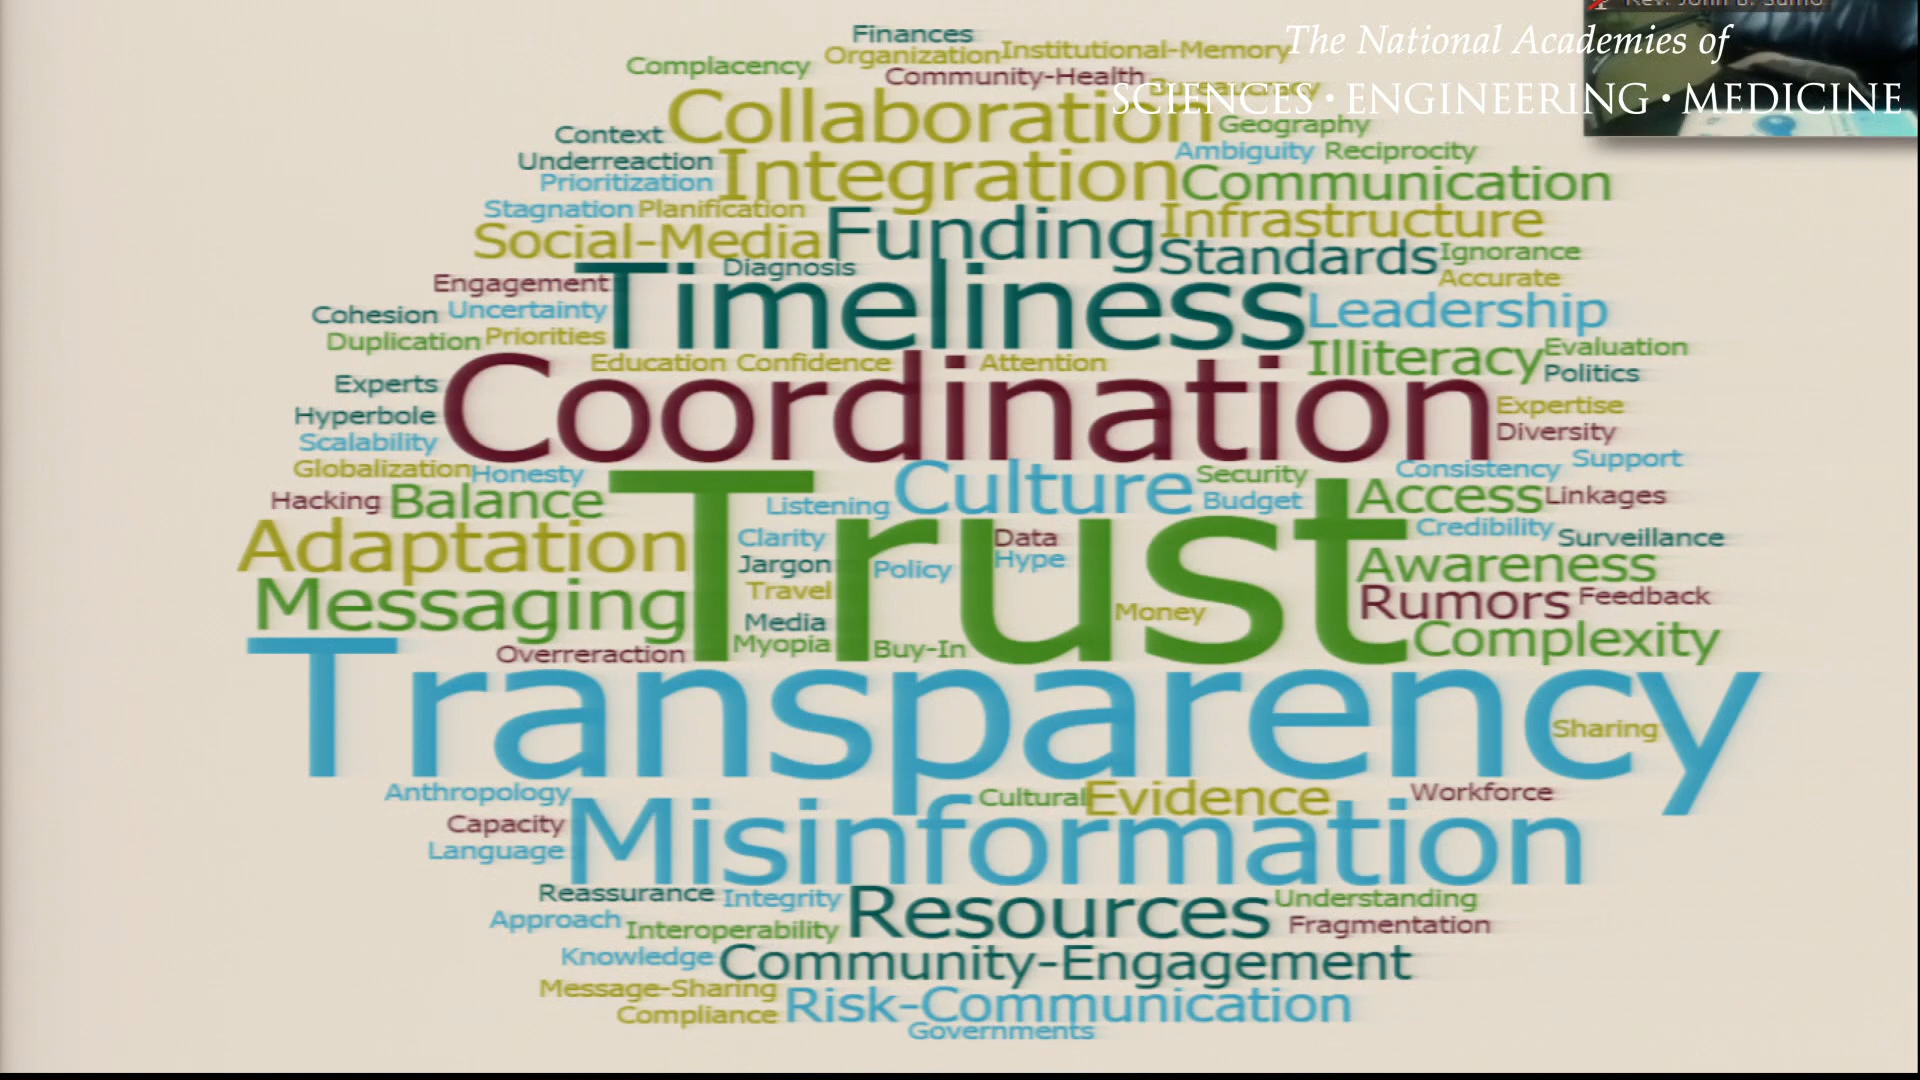 Rev. John B. Sumo
The National Academies of
SCIENCES • ENGINEERING • MEDICINE
Finances
Organization Institutional-Memory
Complacency Community-Health Bureaucracy
Collaboration Geography
Context
Underreaction Integration Ambiguity Reciprocity
Prioritization Communication
Stagnation Planification Funding Infrastructure
Social-Media Standards Ignorance
Diagnosis Accurate
Engagement Timeliness Leadership
Cohesion Uncertainty
Duplication Priorities Illiteracy Evaluation
Education Confidence Attention Politics
Experts Coordination Expertise
Hyperbole Diversity
Scalability Support
Globalization Honesty Culture Security Consistency
Hacking Balance Listening Budget Access Linkages
Adaptation Trust Clarity Data Credibility Surveillance
Jargon Policy Hype Awareness
Messaging Travel Money Rumors Feedback
Media Complexity
Overreraction Myopia Buy-In
Transparency Sharing
Anthropology Cultural Evidence Workforce
Capacity Misinformation
Language
Reassurance Integrity Resources Understanding
Approach Interoperability Fragmentation
Knowledge Community-Engagement
Message-Sharing Risk-Communication
Compliance
Governments